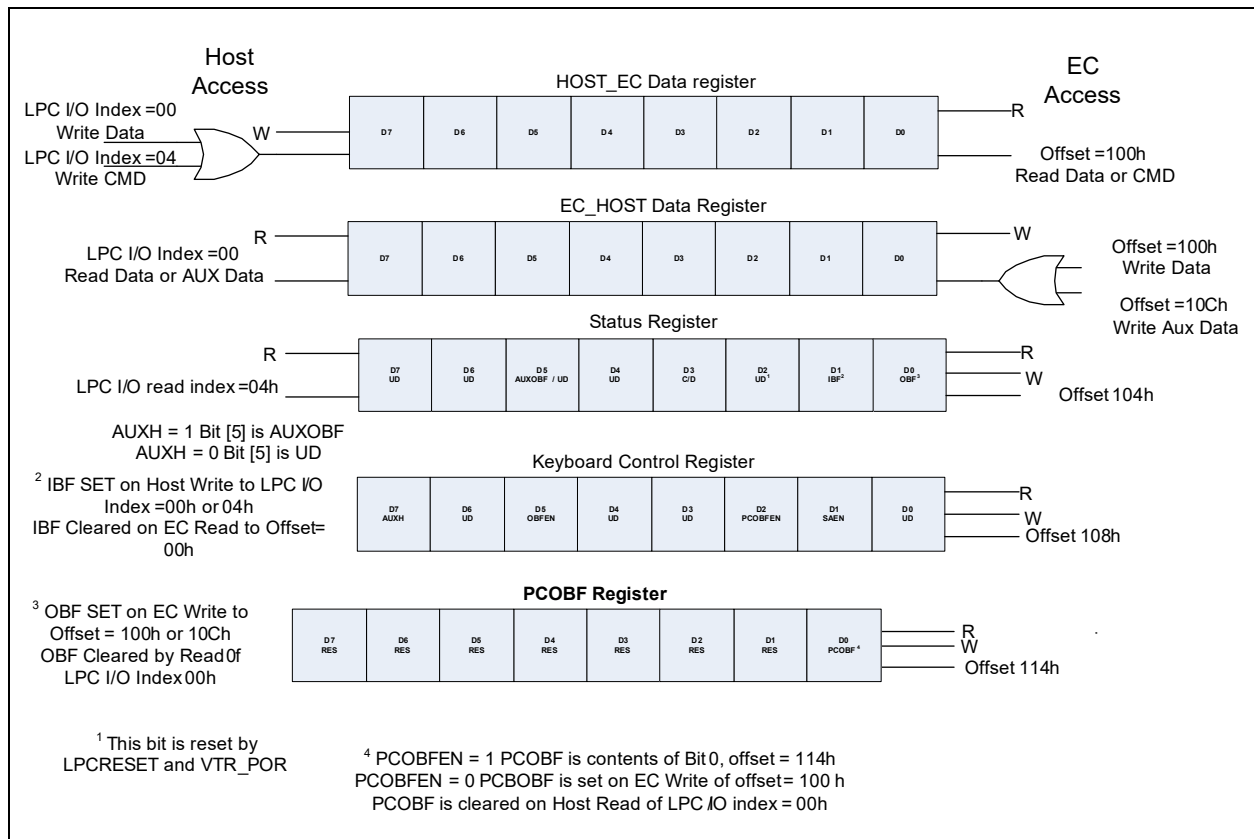 Host
Access
EC
Access
HOST_EC Data register
LPC I/O Index =00
Write Data
LPC I/O Index =04
Write CMD
W
D7 D6 D5 D4 D3 D2 D1 D0
R
Offset =100h
Read Data or CMD
EC_HOST Data Register
R
LPC I/O Index =00
Read Data or AUX Data
D7 D6 D5 D4 D3 D2 D1 D0
W
Offset =100h
Write Data
Offset =10Ch
Write Aux Data
Status Register
R
LPC I/O read index =04h
D7 D6 D5 D4 D3 D2 D1 D0
UD UD AUXOBF / UD UD C/D UD¹ IBF² OBF³
R
W
Offset 104h
AUXH = 1 Bit [5] is AUXOBF
AUXH = 0 Bit [5] is UD
² IBF SET on Host Write to LPC I/O
Index =00h or 04h
IBF Cleared on EC Read to Offset=
00h
Keyboard Control Register
D7 D6 D5 D4 D3 D2 D1 D0
AUXH UD OBFEN UD UD PCOBFEN SAEN UD
R
W
Offset 108h
PCOBF Register
³ OBF SET on EC Write to
Offset = 100h or 10Ch
OBF Cleared by Read 0f
LPC I/O Index 00h
D7 D6 D5 D4 D3 D2 D1 D0
RES RES RES RES RES RES RES PCOBF⁴
R
W
Offset 114h
.
¹ This bit is reset by
LPCRESET and VTR_POR
⁴ PCOBFEN = 1 PCOBF is contents of Bit 0, offset = 114h
PCOBFEN = 0 PCBOBF is set on EC Write of offset = 100 h
PCOBF is cleared on Host Read of LPC I/O index = 00h